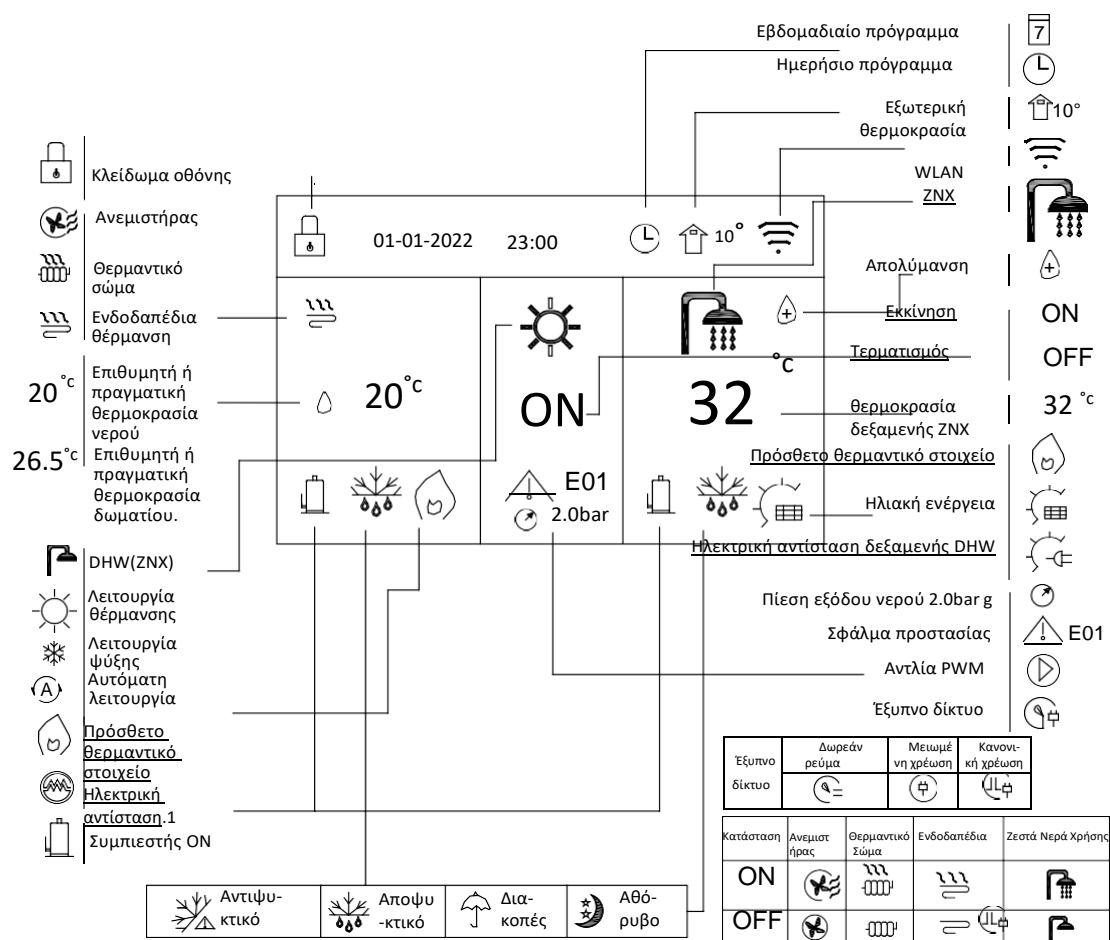 Εβδομαδιαίο πρόγραμμα
7
Ημερήσιο πρόγραμμα
Εξωτερική
θερμοκρασία
10°
WLAN
ZNX
Κλείδωμα οθόνης
Ανεμιστήρας
Θερμαντικό
σώμα
Ενδοδαπέδια
θέρμανση
20°c
Επιθυμητή ή
πραγματική
θερμοκρασία
νερού
26.5°c
Επιθυμητή ή
πραγματική
θερμοκρασία
δωματίου.
DHW(ZNX)
Λειτουργία
θέρμανσης
Λειτουργία
ψύξης
A
Αυτόματη
λειτουργία
Πρόσθετο
θερμαντικό
στοιχείο
Ηλεκτρική
αντίσταση.1
Συμπιεστής ON
01-01-2022 23:00 10°
20°c
ON
E01
2.0bar
°c
32
Απολύμανση
Εκκίνηση
ON
Τερματισμός
OFF
θερμοκρασία
δεξαμενής ZNX
32 °c
Πρόσθετο θερμαντικό στοιχείο
Ηλιακή ενέργεια
Ηλεκτρική αντίσταση δεξαμενής DHW
Πίεση εξόδου νερού 2.0bar g
Σφάλμα προστασίας
E01
Αντλία PWM
Έξυπνο δίκτυο
Έξυπνο
δίκτυο
Δωρεάν
ρεύμα
Μειωμέ
νη χρέωση
Κανονι-
κή χρέωση
Κατάσταση
Ανεμιστ
ήρας
Θερμαντικό
Σώμα
Ενδοδαπέδια
Ζεστά Νερά Χρήσης
ON
OFF
Αντιψυ-
κτικό
Αποψυ
-κτικό
Δια-
κοπές
Αθό-
ρυβο